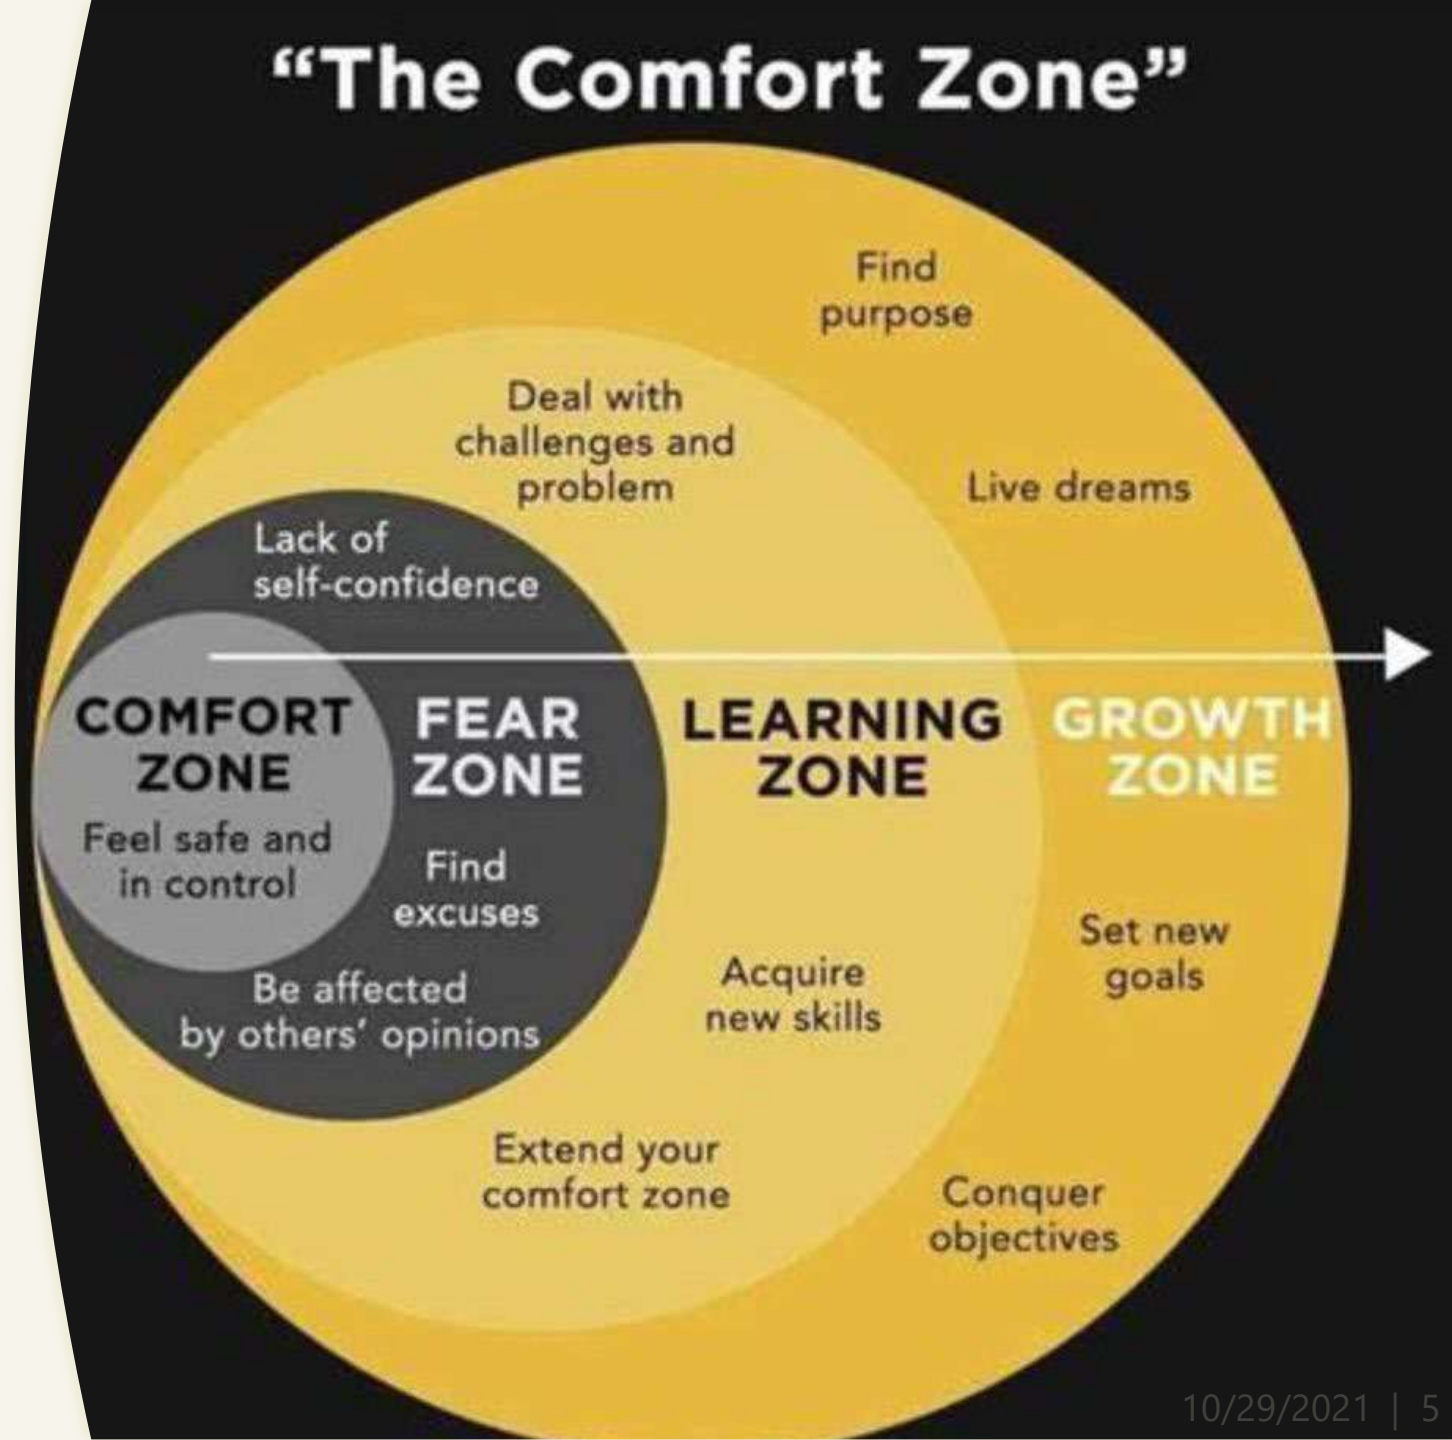 “The Comfort Zone”
Find
purpose
Deal with
challenges and
problem
Live dreams
Lack of
self-confidence
COMFORT
ZONE
Feel safe and
in control
FEAR
ZONE
Find
excuses
Be affected
by others’ opinions
LEARNING
ZONE
Acquire
new skills
Extend your
comfort zone
GROWTH
ZONE
Set new
goals
Conquer
objectives
10/29/2021 | 5